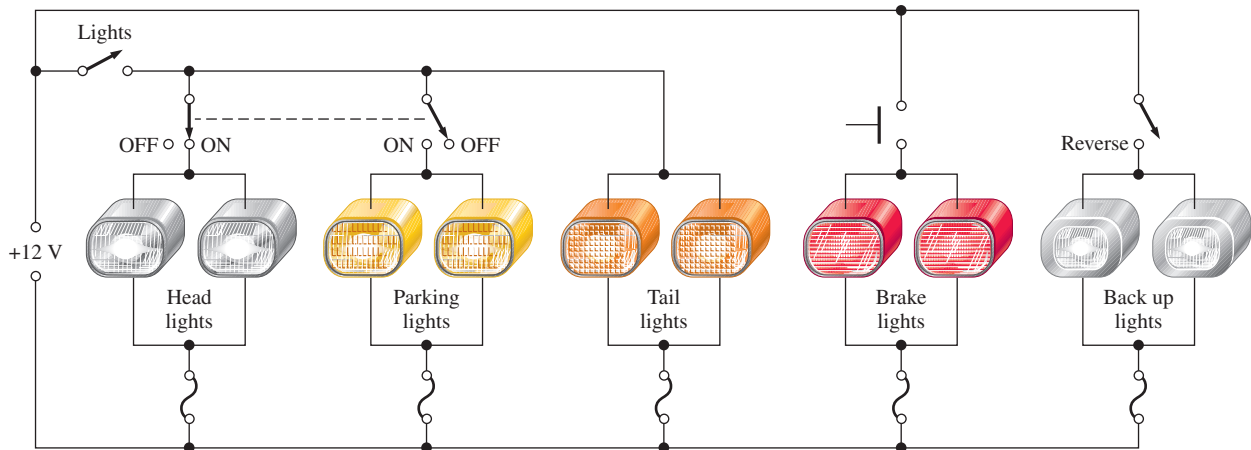 Lights
OFF ON
ON OFF
Reverse
+12 V
Head
lights
Parking
lights
Tail
lights
Brake
lights
Back up
lights